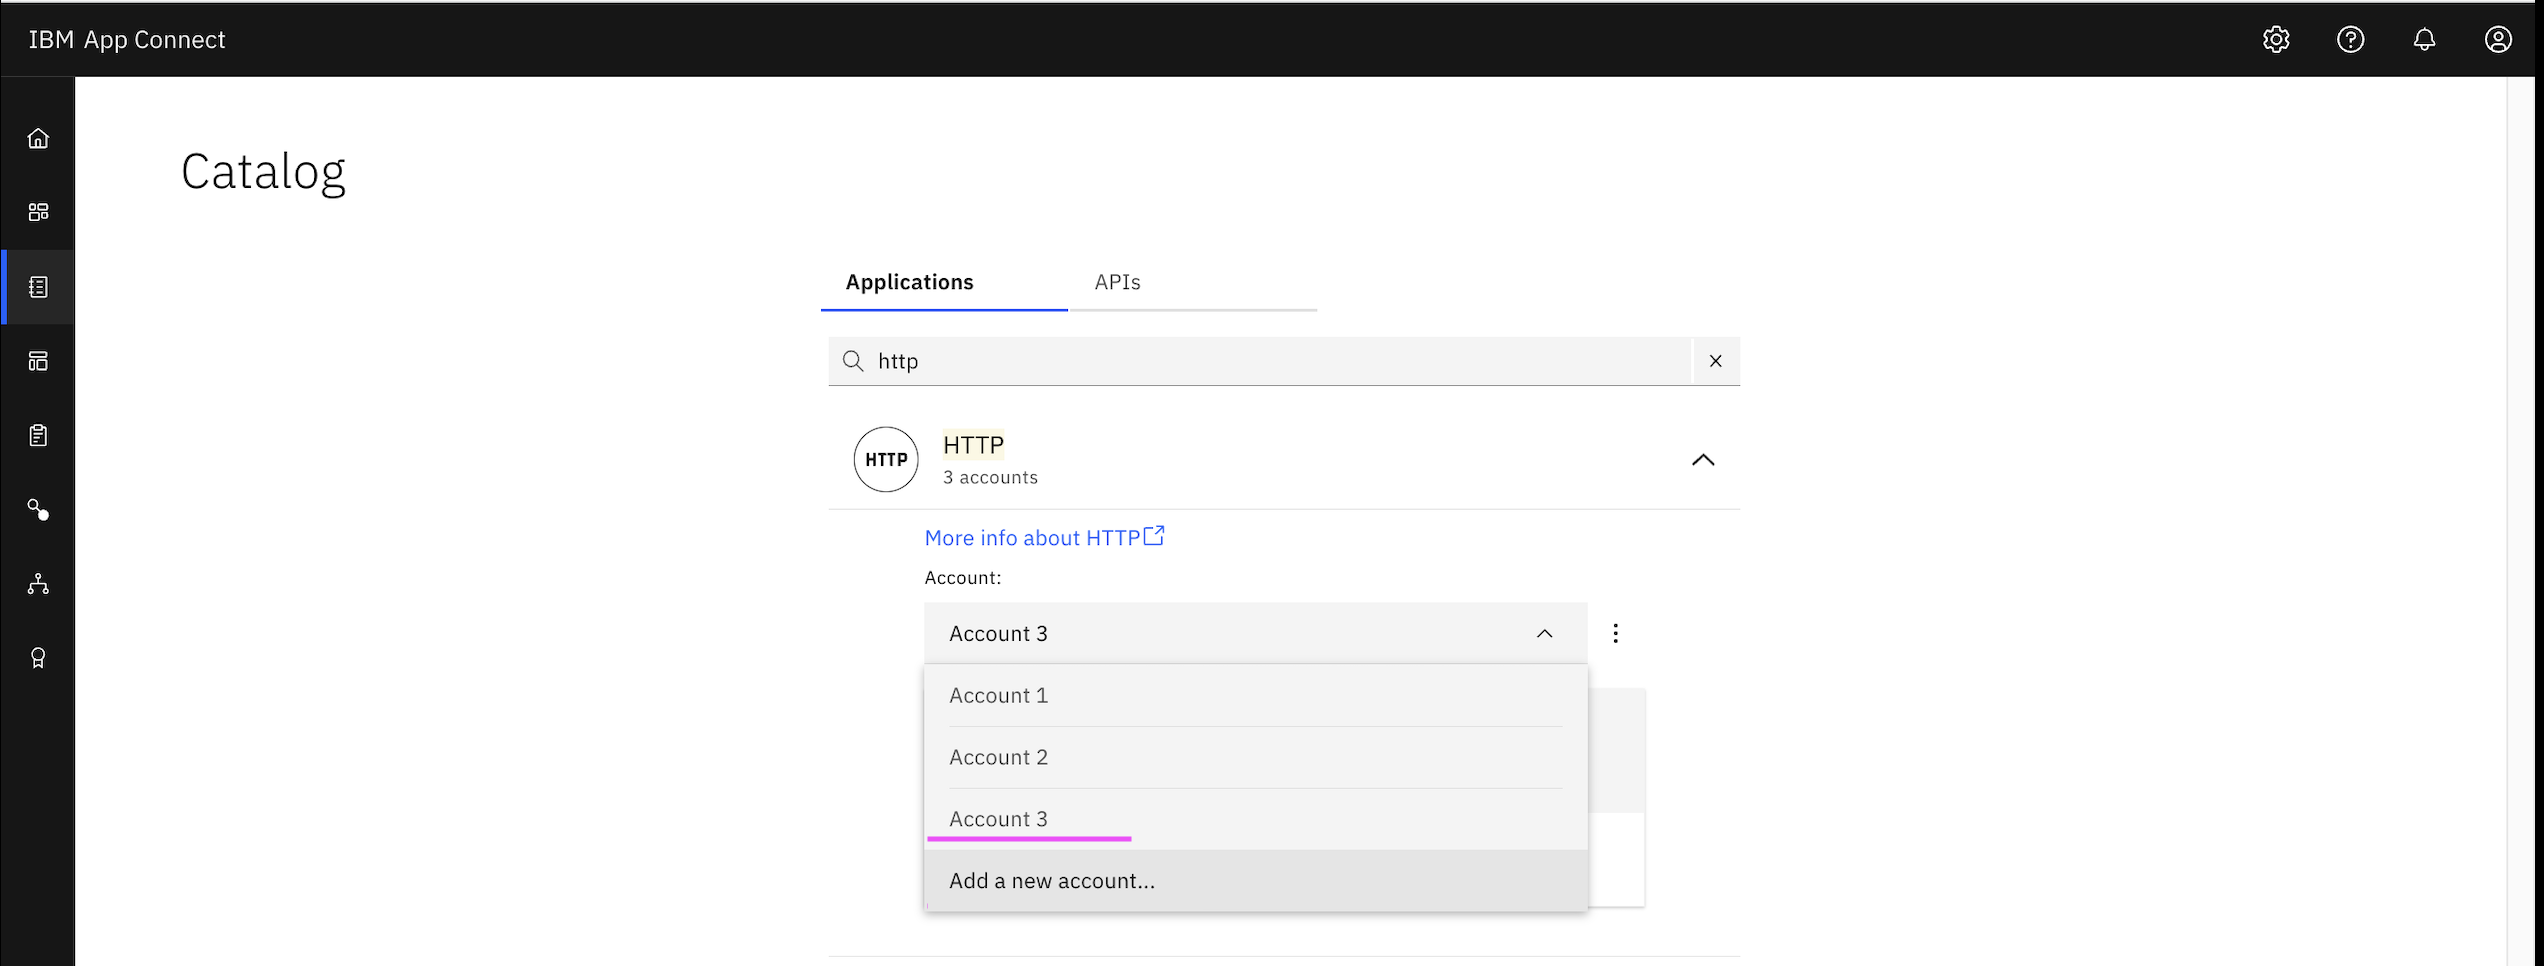 IBM App Connect
Catalog
Applications
APIs
http
HTTP
HTTP
3 accounts
More info about HTTP
Account:
Account 3
Account 1
Account 2
Account 3
Add a new account...